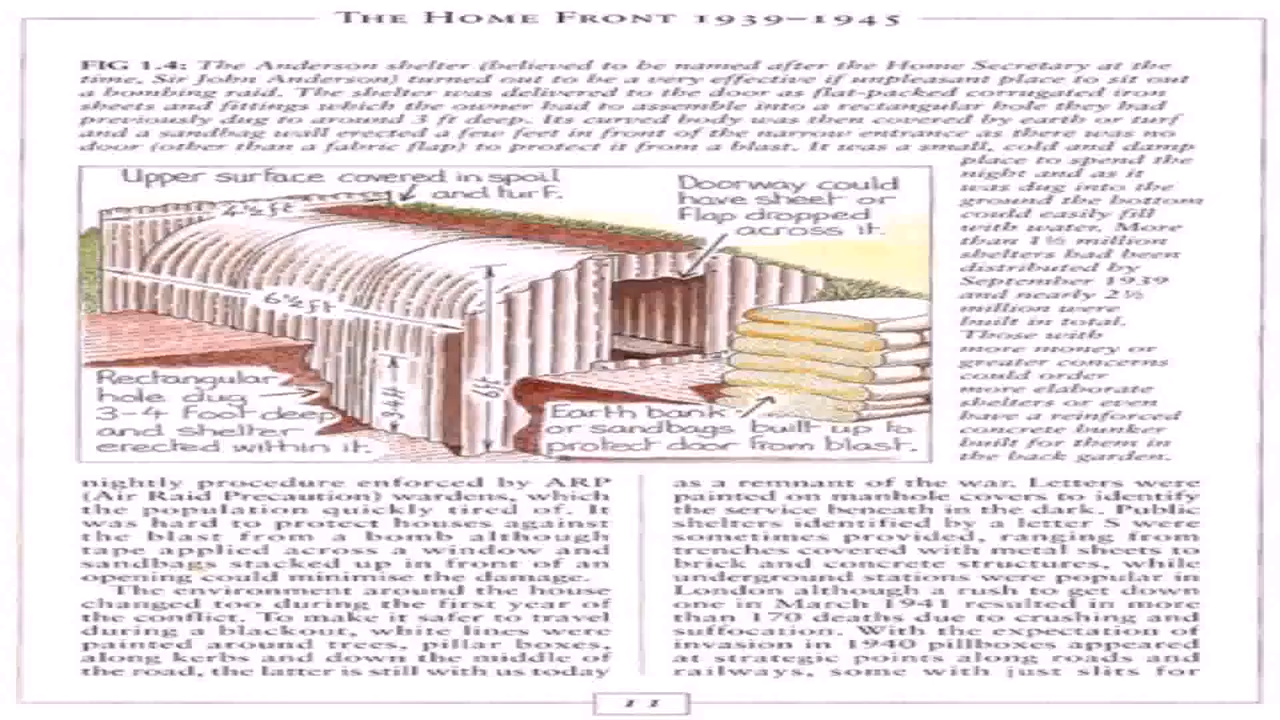 THE HOME FRONT 1939–1945
FIG 1.4: The Anderson shelter (believed to be named after the Home Secretary at the
time, Sir John Anderson) turned out to be a very effective if unpleasant place to sit out
a bombing raid. The shelter was delivered to the door as flat-packed corrugated iron
sheets and fittings which the owner had to assemble into a rectangular hole they had
previously dug to around 3 ft deep. Its curved body was then covered by earth or turf
and a sandbag wall erected a few feet in front of the narrow entrance as there was no
door (other than a fabric flap) to protect it from a blast. It was a small, cold and damp
place to spend the
night and as it
was dug into the
ground the bottom
could easily fill
with water. More
than 1½ million
shelters had been
distributed by
September 1939
and nearly 2½
million were
built in total.
Those with
more money or
greater concerns
could order
more elaborate
shelters or even
have a reinforced
concrete bunker
built for them in
the back garden.
Upper surface covered in spoil
and turf.
Doorway could
have sheet or
flap dropped
across it.
4½ft
6½ft
6ft
3-4ft
Rectangular
hole dug
3-4 foot deep
and shelter
erected within it.
Earth bank
or sandbags built up to
protect door from blast.
nightly procedure enforced by ARP
(Air Raid Precaution) wardens, which
the population quickly tired of. It
was hard to protect houses against
the blast from a bomb although
tape applied across a window and
sandbags stacked up in front of an
opening could minimise the damage.
The environment around the house
changed too during the first year of
the conflict. To make it safer to travel
during a blackout, white lines were
painted around trees, pillar boxes,
along kerbs and down the middle of
the road, the latter is still with us today
as a remnant of the war. Letters were
painted on manhole covers to identify
the service beneath in the dark. Public
shelters identified by a letter S were
sometimes provided, ranging from
trenches covered with metal sheets to
brick and concrete structures, while
underground stations were popular in
London although a rush to get down
one in March 1941 resulted in more
than 170 deaths due to crushing and
suffocation. With the expectation of
invasion in 1940 pillboxes appeared
at strategic points along roads and
railways, some with just slits for
11